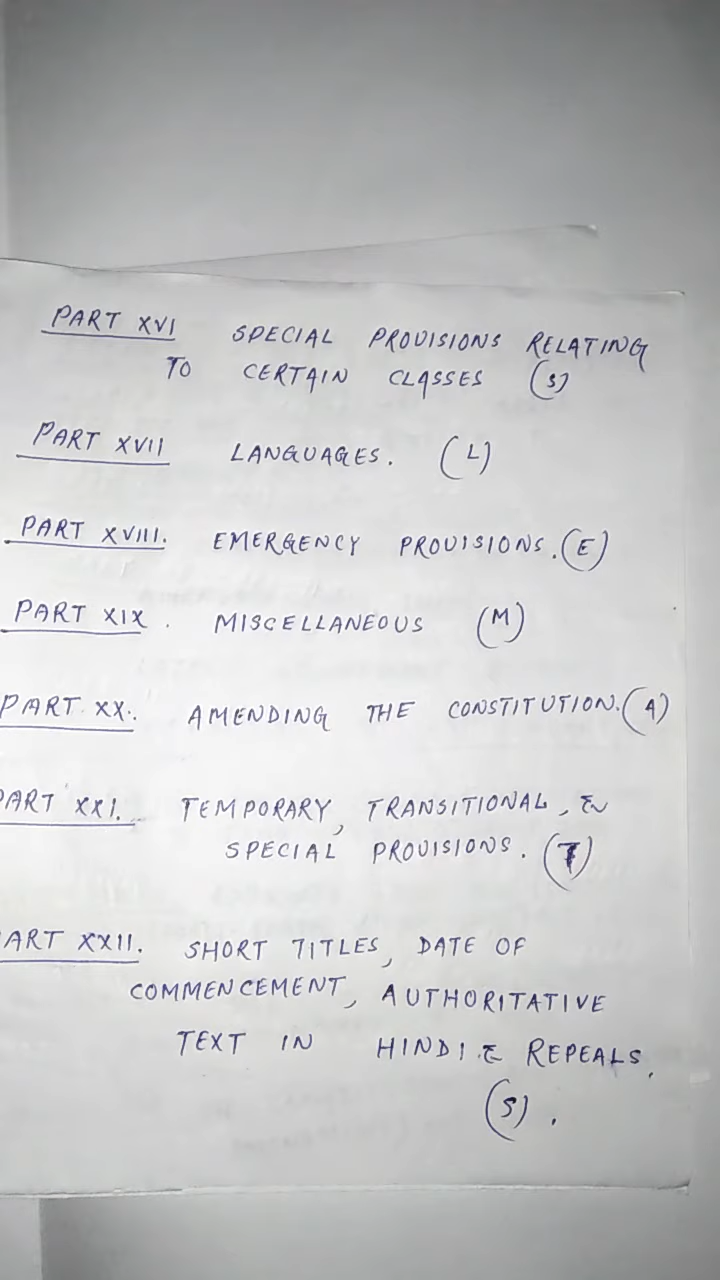 PART XVI SPECIAL PROVISIONS RELATING
TO CERTAIN CLASSES (S)
PART XVII LANGUAGES. (L)
PART XVIII. EMERGENCY PROVISIONS. (E)
PART XIX. MISCELLANEOUS (M)
PART XX. AMENDING THE CONSTITUTION. (A)
PART XXI. TEMPORARY, TRANSITIONAL, &
SPECIAL PROVISIONS. (T)
ART XXII. SHORT TITLES, DATE OF
COMMENCEMENT, AUTHORITATIVE
TEXT IN HINDI & REPEALS.
(S).